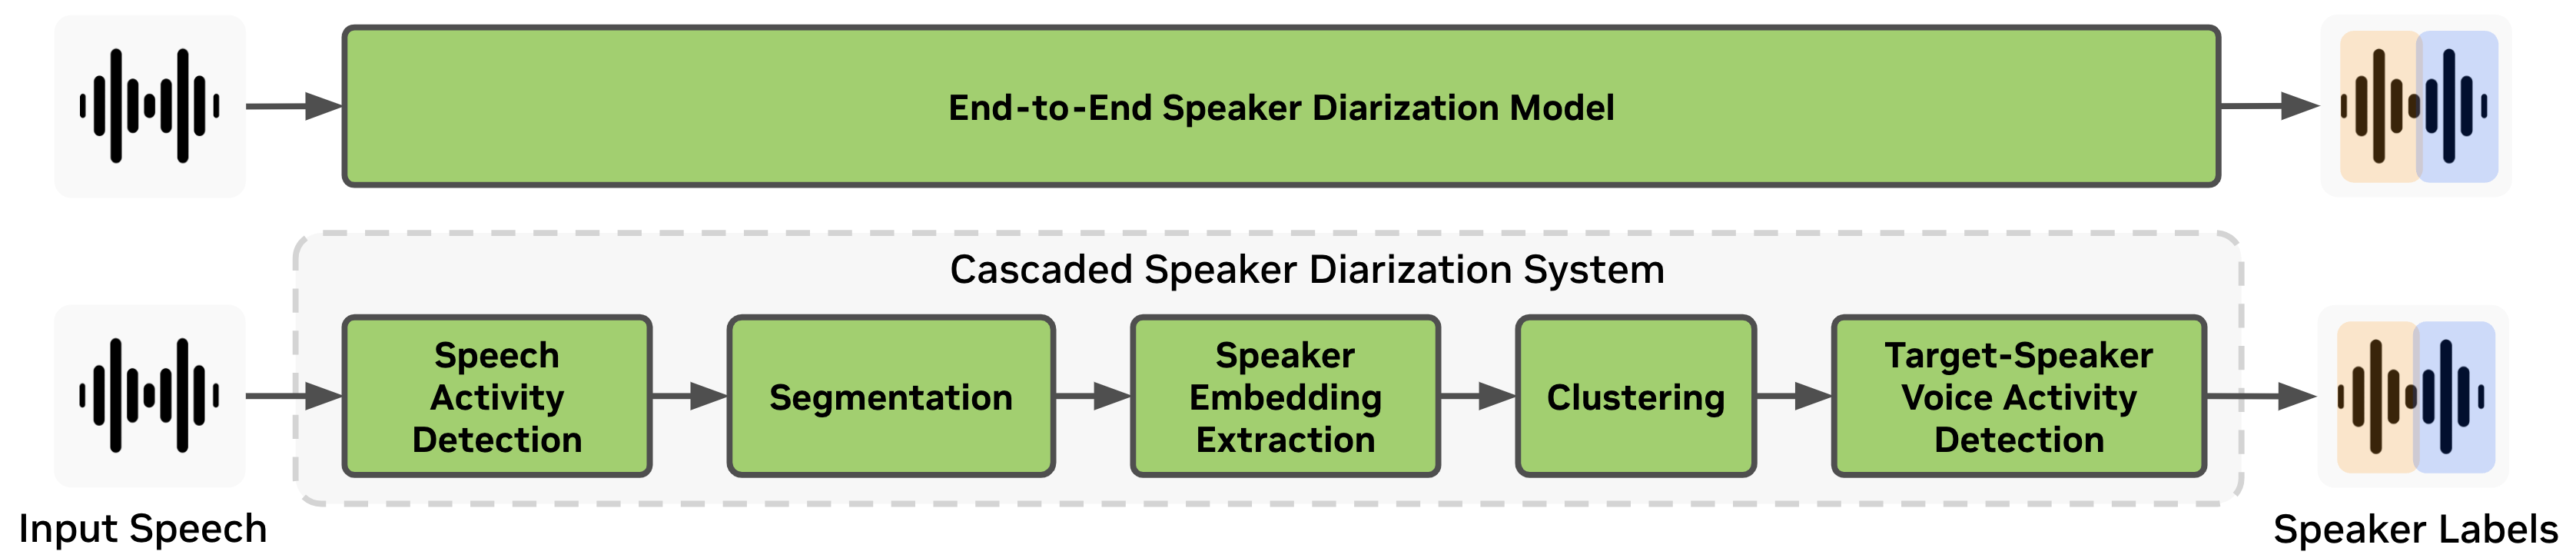 End-to-End Speaker Diarization Model
Cascaded Speaker Diarization System
Speech
Activity
Detection
Segmentation
Speaker
Embedding
Extraction
Clustering
Target-Speaker
Voice Activity
Detection
Input Speech
Speaker Labels